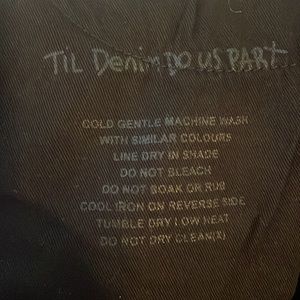 TiL Denim DO US PART
COLD GENTLE MACHINE WASH
WITH SIMILAR COLOURS
LINE DRY IN SHADE
DO NOT BLEACH
DO NOT SOAK OR RUB
COOL IRON ON REVERSE SIDE
TUMBLE DRY LOW HEAT
DO NOT DRY CLEAN(X)